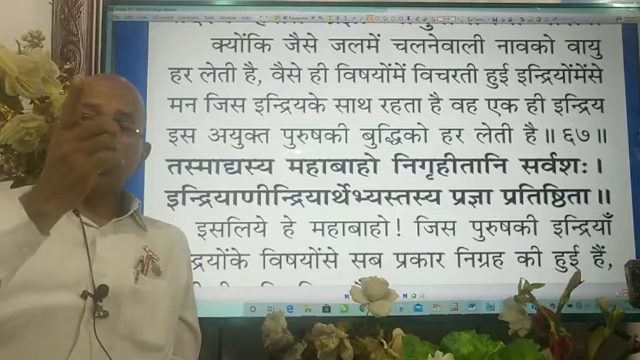 क्योंकि जैसे जलमें चलनेवाली नावको वायु
हर लेती है, वैसे ही विषयोंमें विचरती हुई इन्द्रियोंमेंसे
मन जिस इन्द्रियके साथ रहता है वह एक ही इन्द्रिय
इस अयुक्त पुरुषकी बुद्धिको हर लेती है॥ ६७॥
तस्माद्यस्य महाबाहो निगृहीतानि सर्वशः।
इन्द्रियाणीन्द्रियार्थेभ्यस्तस्य प्रज्ञा प्रतिष्ठिता॥
इसलिये हे महाबाहो! जिस पुरुषकी इन्द्रियाँ
विषयोंसे सब प्रकार निग्रह की हुई हैं,